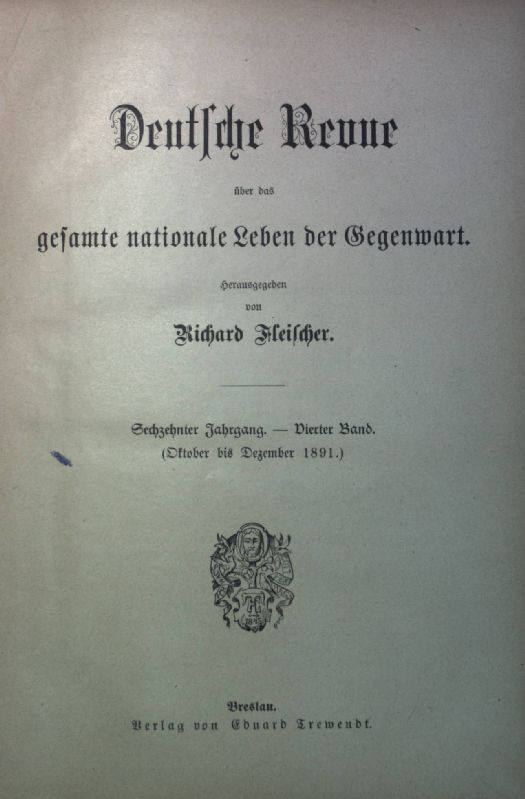 Deutſche Revue
über das
geſamte nationale Leben der Gegenwart.
Herausgegeben
von
Richard Fleiſcher.
Sechzehnter Jahrgang. — Vierter Band.
(Oktober bis Dezember 1891.)
1845
Breslau.
Verlag von Eduard Trewendt.